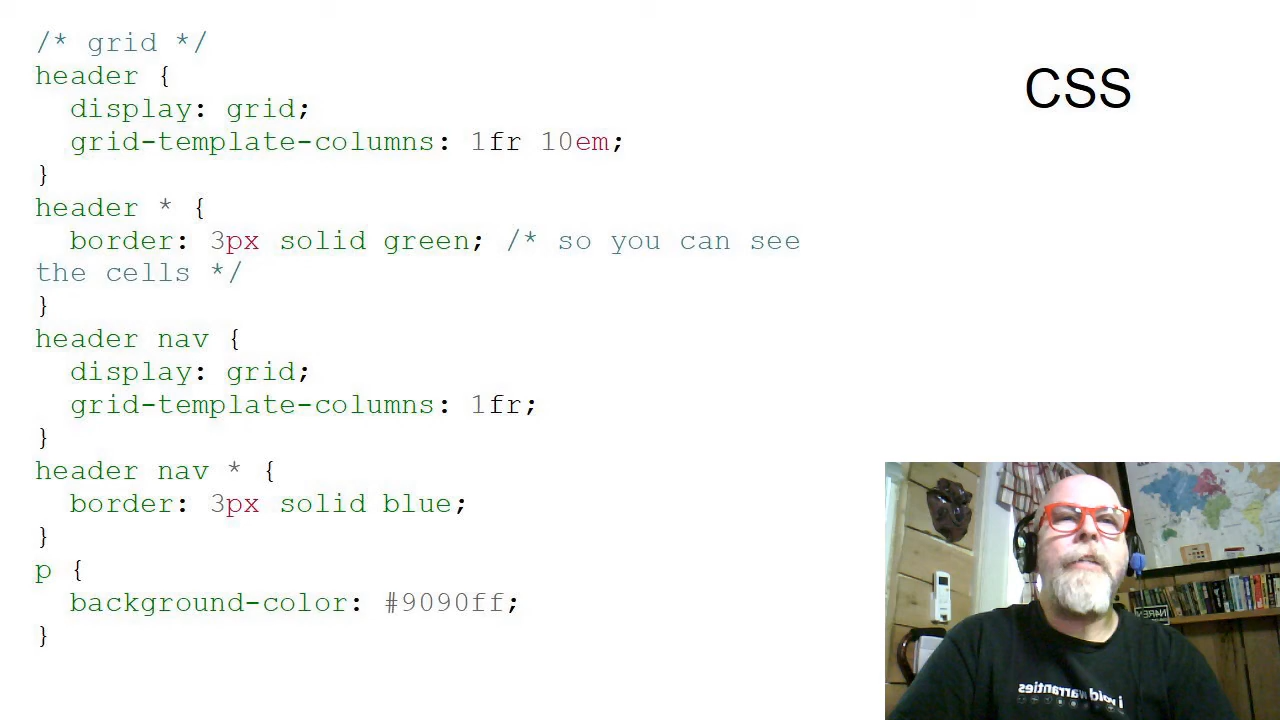 /* grid */
header {
  display: grid;
  grid-template-columns: 1fr 10em;
}
header * {
  border: 3px solid green; /* so you can see
the cells */
}
header nav {
  display: grid;
  grid-template-columns: 1fr;
}
header nav * {
  border: 3px solid blue;
}
p {
  background-color: #9090ff;
}
CSS
i void warranties